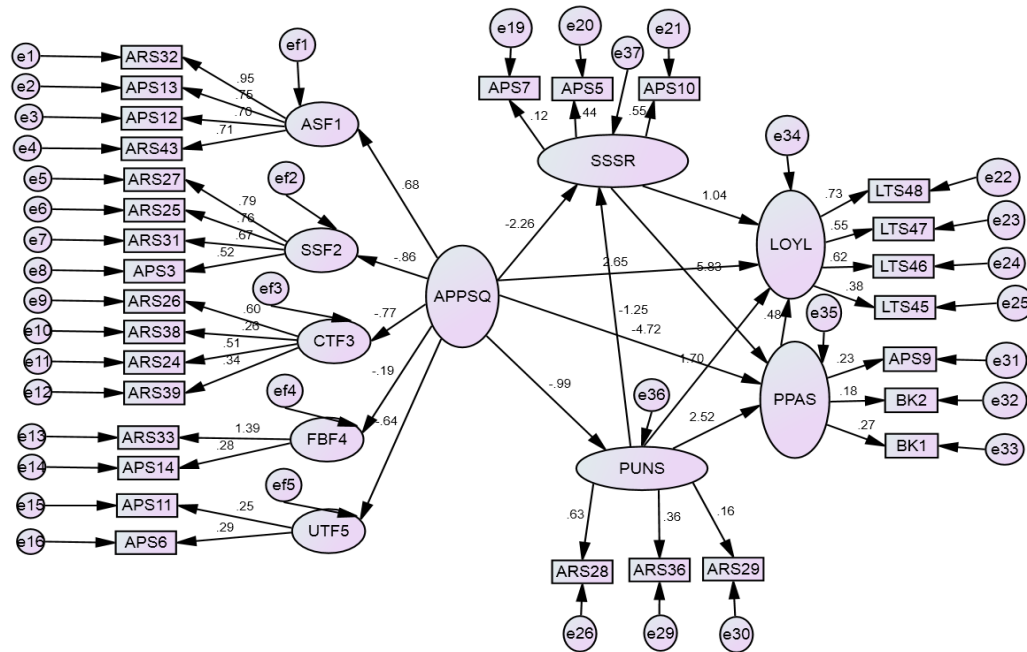 e1
ARS32
e2
APS13
e3
APS12
e4
ARS43
.95
.75
.70
.71
ef1
ASF1
e5
ARS27
e6
ARS25
e7
ARS31
e8
APS3
.79
.76
.67
.52
ef2
SSF2
e9
ARS26
e10
ARS38
e11
ARS24
e12
ARS39
.60
.26
.51
.34
ef3
CTF3
e13
ARS33
e14
APS14
1.39
.28
ef4
FBF4
e15
APS11
e16
APS6
.25
.29
ef5
UTF5
.68
-.86
-.77
-.19
-.64
APPSQ
e19
e20
e37
e21
APS7
APS5
APS10
.12
.44
.55
SSSR
-2.26
2.65
5.83
1.04
-1.25
-4.72
1.70
-.99
2.52
.48
e34
LOYL
.73
.55
.62
.38
LTS48
e22
LTS47
e23
LTS46
e24
LTS45
e25
e35
PPAS
.23
.18
.27
APS9
e31
BK2
e32
BK1
e33
e36
PUNS
.63
.36
.16
ARS28
ARS36
ARS29
e26
e29
e30